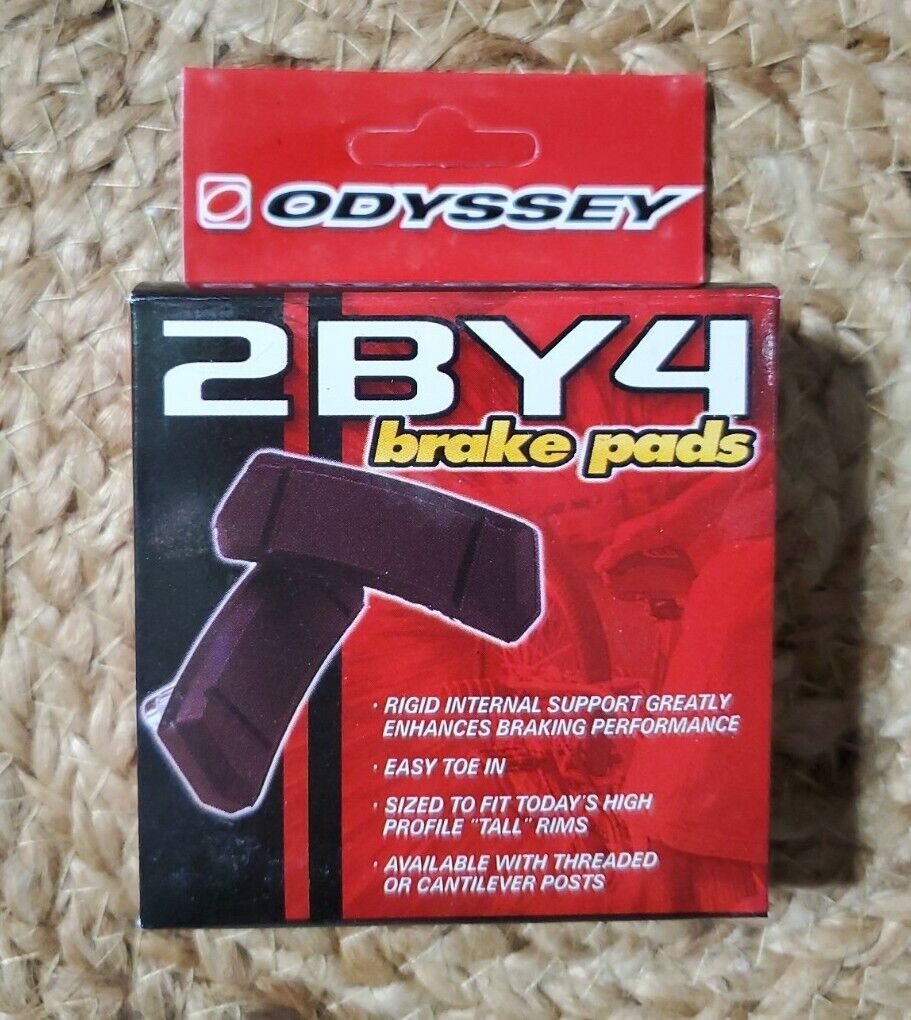 ODYSSEY
2BY4
brake pads
· RIGID INTERNAL SUPPORT GREATLY
ENHANCES BRAKING PERFORMANCE
· EASY TOE IN
· SIZED TO FIT TODAY'S HIGH
PROFILE "TALL" RIMS
· AVAILABLE WITH THREADED
OR CANTILEVER POSTS